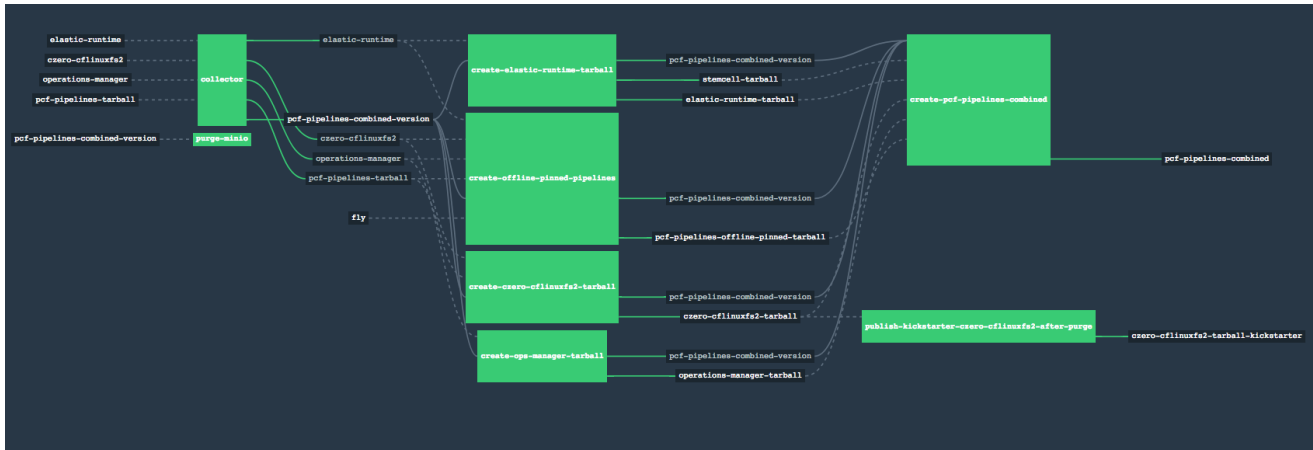 elastic-runtime
czero-cflinuxfs2
operations-manager
pcf-pipelines-tarball
pcf-pipelines-combined-version
collector
purge-minio
elastic-runtime
pcf-pipelines-combined-version
czero-cflinuxfs2
operations-manager
pcf-pipelines-tarball
fly
create-elastic-runtime-tarball
create-offline-pinned-pipelines
create-czero-cflinuxfs2-tarball
create-ops-manager-tarball
pcf-pipelines-combined-version
stemcell-tarball
elastic-runtime-tarball
pcf-pipelines-combined-version
pcf-pipelines-offline-pinned-tarball
pcf-pipelines-combined-version
czero-cflinuxfs2-tarball
pcf-pipelines-combined-version
operations-manager-tarball
create-pcf-pipelines-combined
publish-kickstarter-czero-cflinuxfs2-after-purge
pcf-pipelines-combined
czero-cflinuxfs2-tarball-kickstarter